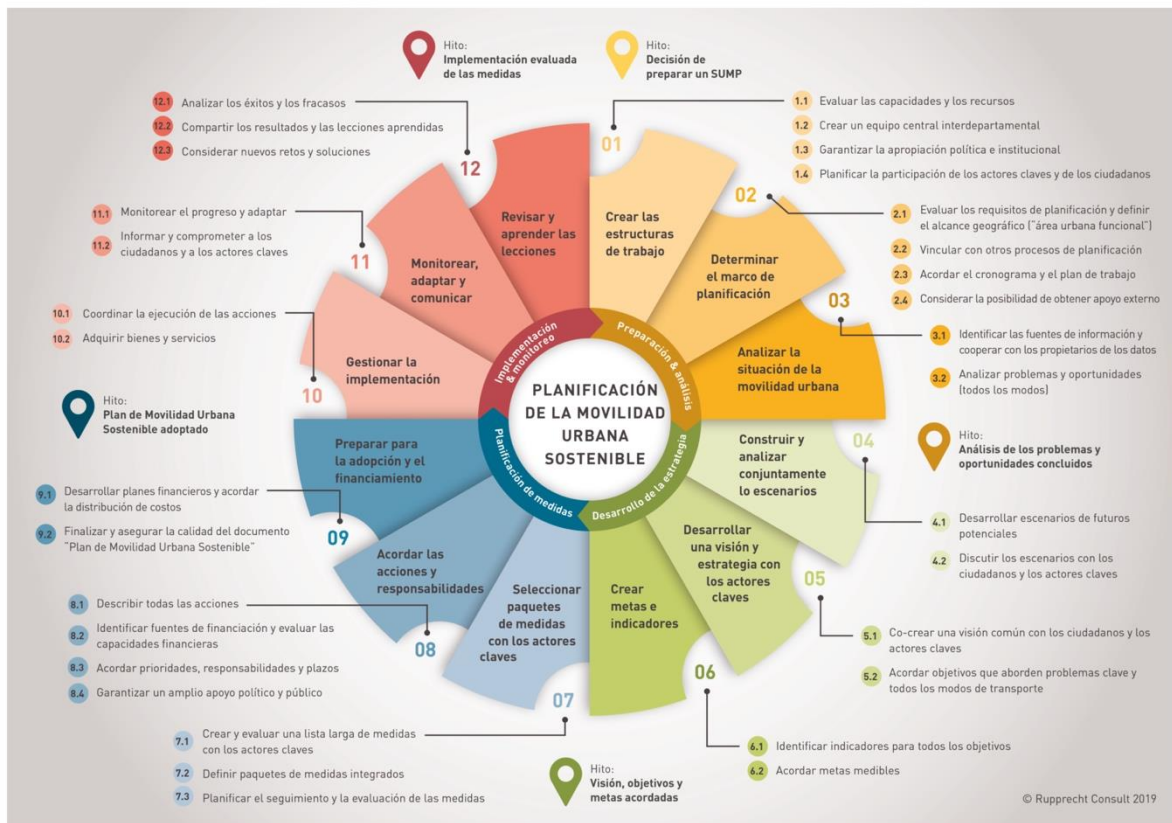 Hito:
Implementación evaluada
de las medidas
Hito:
Decisión de
preparar un SUMP
12.1 Analizar los éxitos y los fracasos
12.2 Compartir los resultados y las lecciones aprendidas
12.3 Considerar nuevos retos y soluciones
1.1 Evaluar las capacidades y los recursos
1.2 Crear un equipo central interdepartamental
1.3 Garantizar la apropiación política e institucional
1.4 Planificar la participación de los actores claves y de los ciudadanos
12
Revisar y
aprender las
lecciones
01
Crear las
estructuras
de trabajo
11.1 Monitorear el progreso y adaptar
11.2 Informar y comprometer a los
ciudadanos y a los actores claves
11
Monitorear,
adaptar y
comunicar
02
Determinar
el marco de
planificación
2.1 Evaluar los requisitos de planificación y definir
el alcance geográfico ("área urbana funcional")
2.2 Vincular con otros procesos de planificación
2.3 Acordar el cronograma y el plan de trabajo
2.4 Considerar la posibilidad de obtener apoyo externo
10.1 Coordinar la ejecución de las acciones
10.2 Adquirir bienes y servicios
10
Gestionar la
implementación
03
Analizar la
situación de la
movilidad urbana
3.1 Identificar las fuentes de información y
cooperar con los propietarios de los datos
3.2 Analizar problemas y oportunidades
(todos los modos)
Implementación
& monitoreo
Preparación & análisis
PLANIFICACIÓN
DE LA MOVILIDAD
URBANA
SOSTENIBLE
Planificación de medidas
Desarrollo de la estrategia
Hito:
Plan de Movilidad Urbana
Sostenible adoptado
Hito:
Análisis de los problemas y
oportunidades concluidos
Preparar para
la adopción y el
financiamiento
09
9.1 Desarrollar planes financieros y acordar
la distribución de costos
9.2 Finalizar y asegurar la calidad del documento
"Plan de Movilidad Urbana Sostenible"
04
Construir y
analizar
conjuntamente
lo escenarios
4.1 Desarrollar escenarios de futuros
potenciales
4.2 Discutir los escenarios con los
ciudadanos y los actores claves
Acordar las
acciones y
responsabilidades
08
8.1 Describir todas las acciones
8.2 Identificar fuentes de financiación y evaluar las
capacidades financieras
8.3 Acordar prioridades, responsabilidades y plazos
8.4 Garantizar un amplio apoyo político y público
Desarrollar
una visión y
estrategia con
los actores
claves
05
5.1 Co-crear una visión común con los ciudadanos y los
actores claves
5.2 Acordar objetivos que aborden problemas clave y
todos los modos de transporte
Seleccionar
paquetes
de medidas
con los actores
claves
07
7.1 Crear y evaluar una lista larga de medidas
con los actores claves
7.2 Definir paquetes de medidas integrados
7.3 Planificar el seguimiento y la evaluación de las medidas
Crear
metas e
indicadores
06
6.1 Identificar indicadores para todos los objetivos
6.2 Acordar metas medibles
Hito:
Visión, objetivos y
metas acordadas
© Rupprecht Consult 2019